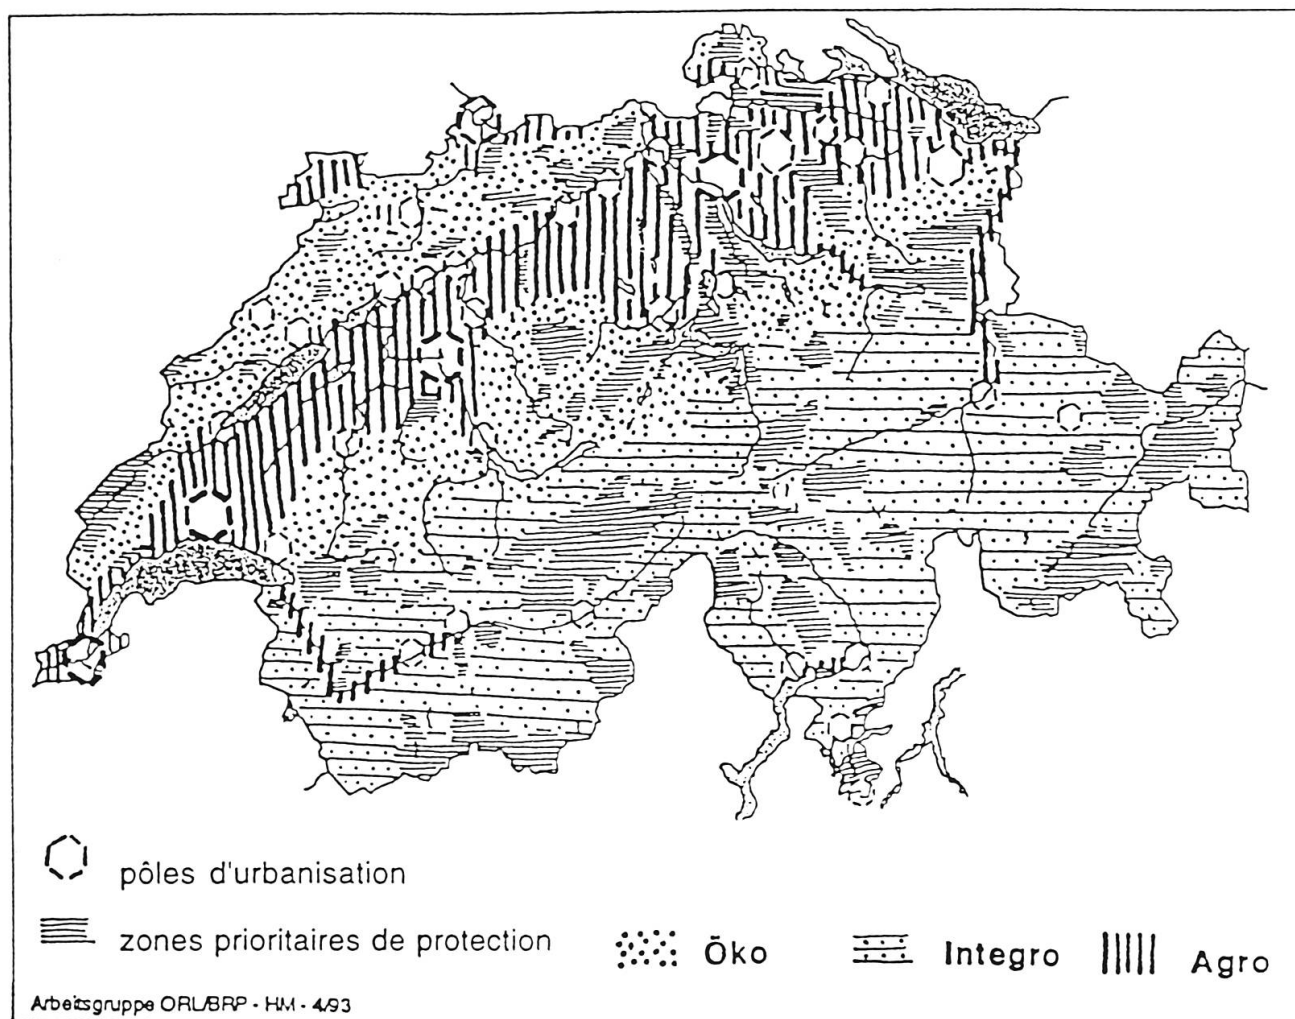 pôles d'urbanisation
zones prioritaires de protection
Öko
Integro
Agro
Arbeitsgruppe ORL/BRP - HM - 4/93